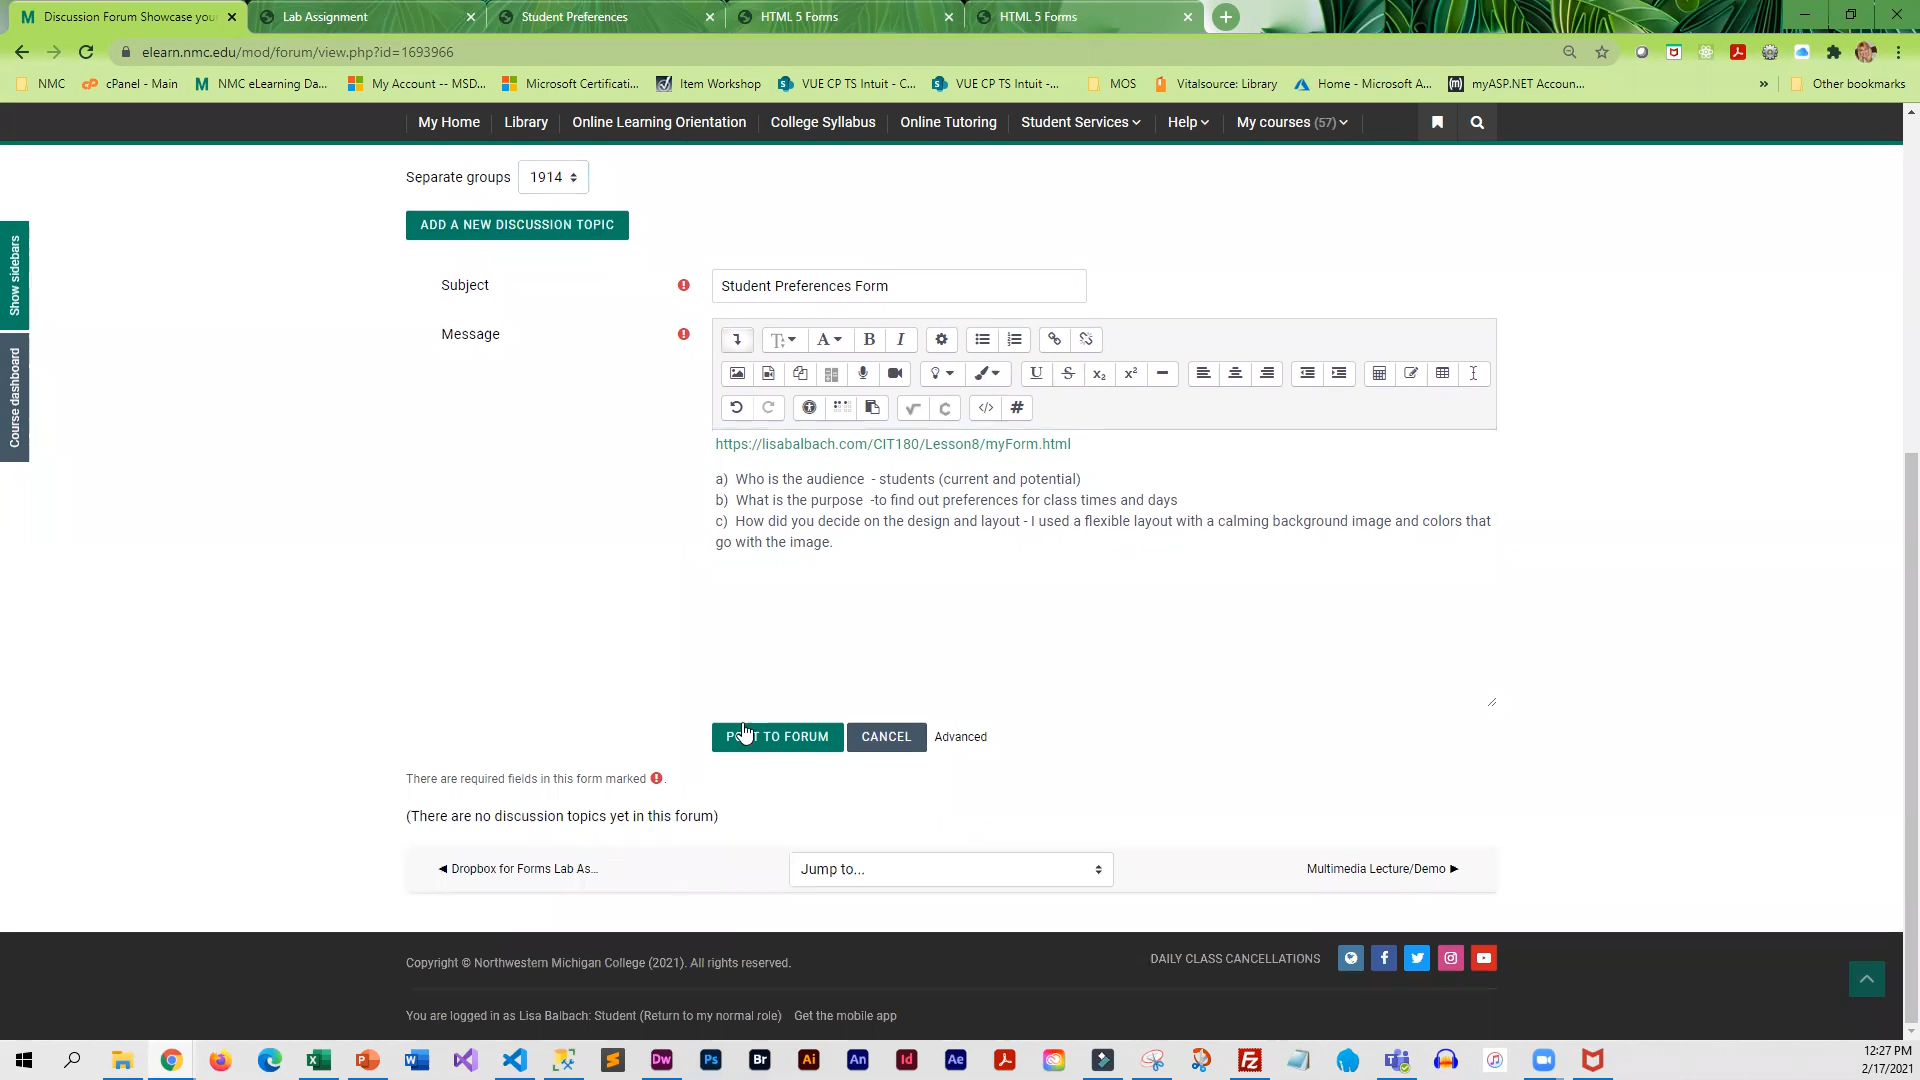 Discussion Forum Showcase your
Lab Assignment
Student Preferences
HTML 5 Forms
HTML 5 Forms
elearn.nmc.edu/mod/forum/view.php?id=1693966
NMC
cPanel - Main
NMC eLearning Da...
My Account -- MSD...
Microsoft Certificati...
Item Workshop
VUE CP TS Intuit - C...
VUE CP TS Intuit -...
MOS
Vitalsource: Library
Home - Microsoft A...
myASP.NET Accoun...
Other bookmarks
My Home
Library
Online Learning Orientation
College Syllabus
Online Tutoring
Student Services
Help
My courses (57)
Show sidebars
Course dashboard
Separate groups 1914
ADD A NEW DISCUSSION TOPIC
Subject
Student Preferences Form
Message
https://lisabalbach.com/CIT180/Lesson8/myForm.html
a) Who is the audience - students (current and potential)
b) What is the purpose -to find out preferences for class times and days
c) How did you decide on the design and layout - I used a flexible layout with a calming background image and colors that
go with the image.
TO FORUM
CANCEL
Advanced
There are required fields in this form marked
(There are no discussion topics yet in this forum)
◄ Dropbox for Forms Lab As...
Jump to...
Multimedia Lecture/Demo ►
Copyright © Northwestern Michigan College (2021). All rights reserved.
DAILY CLASS CANCELLATIONS
You are logged in as Lisa Balbach: Student (Return to my normal role) Get the mobile app
12:27 PM
2/17/2021